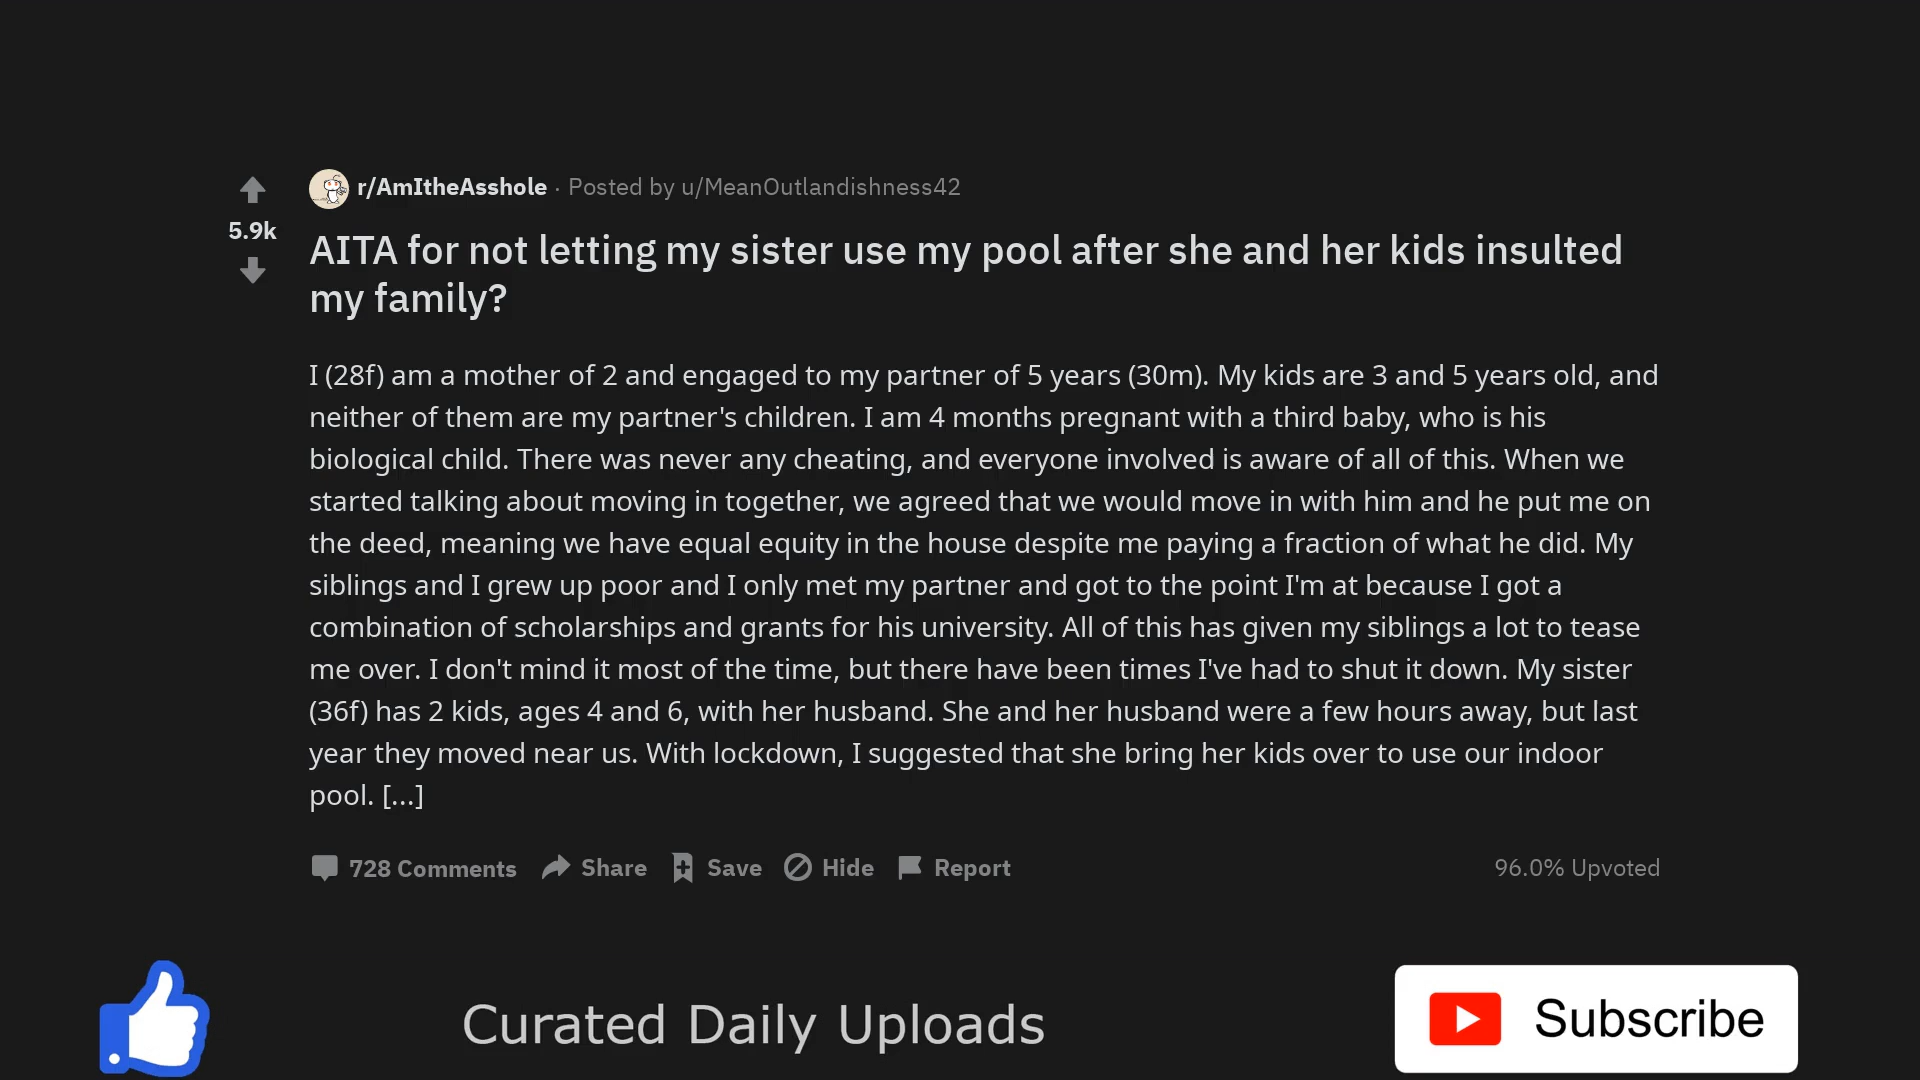 r/AmItheAsshole · Posted by u/MeanOutlandishness42
5.9k
AITA for not letting my sister use my pool after she and her kids insulted
my family?
I (28f) am a mother of 2 and engaged to my partner of 5 years (30m). My kids are 3 and 5 years old, and
neither of them are my partner's children. I am 4 months pregnant with a third baby, who is his
biological child. There was never any cheating, and everyone involved is aware of all of this. When we
started talking about moving in together, we agreed that we would move in with him and he put me on
the deed, meaning we have equal equity in the house despite me paying a fraction of what he did. My
siblings and I grew up poor and I only met my partner and got to the point I'm at because I got a
combination of scholarships and grants for his university. All of this has given my siblings a lot to tease
me over. I don't mind it most of the time, but there have been times I've had to shut it down. My sister
(36f) has 2 kids, ages 4 and 6, with her husband. She and her husband were a few hours away, but last
year they moved near us. With lockdown, I suggested that she bring her kids over to use our indoor
pool. [...]
728 Comments Share Save Hide Report 96.0% Upvoted
Curated Daily Uploads
Subscribe